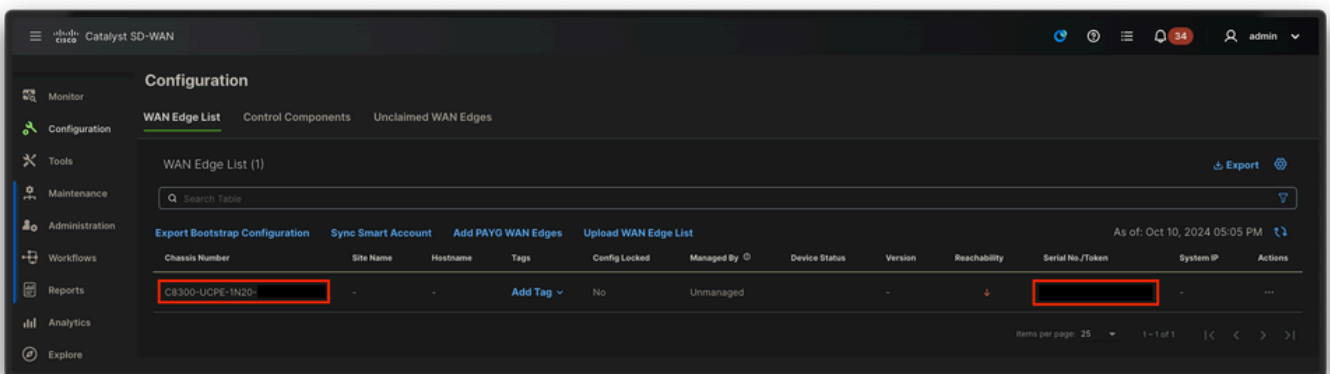 cisco Catalyst SD-WAN 34 admin
Configuration
Monitor
WAN Edge List Control Components Unclaimed WAN Edges
Configuration
Tools
WAN Edge List (1) Export
Maintenance
Search Table
Administration
Export Bootstrap Configuration Sync Smart Account Add PAYG WAN Edges Upload WAN Edge List As of: Oct 10, 2024 05:05 PM
Workflows
Chassis Number Site Name Hostname Tags Config Locked Managed By Device Status Version Reachability Serial No./Token System IP Actions
Reports
C8300-UCPE-1N20- - - Add Tag No Unmanaged - - ...
Analytics
Items per page: 25 1 – 1 of 1
Explore